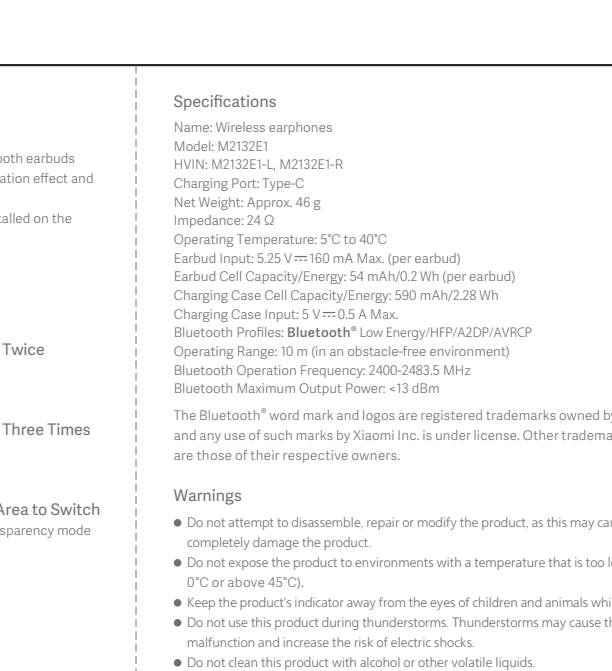 both earbuds
ation effect and
talled on the
Twice
Three Times
Area to Switch
sparency mode
Specifications
Name: Wireless earphones
Model: M2132E1
HVIN: M2132E1-L, M2132E1-R
Charging Port: Type-C
Net Weight: Approx. 46 g
Impedance: 24 Ω
Operating Temperature: 5°C to 40°C
Earbud Input: 5.25 V⎓160 mA Max. (per earbud)
Earbud Cell Capacity/Energy: 54 mAh/0.2 Wh (per earbud)
Charging Case Cell Capacity/Energy: 590 mAh/2.28 Wh
Charging Case Input: 5 V⎓0.5 A Max.
Bluetooth Profiles: Bluetooth® Low Energy/HFP/A2DP/AVRCP
Operating Range: 10 m (in an obstacle-free environment)
Bluetooth Operation Frequency: 2400-2483.5 MHz
Bluetooth Maximum Output Power: <13 dBm
The Bluetooth® word mark and logos are registered trademarks owned by
and any use of such marks by Xiaomi Inc. is under license. Other tradema
are those of their respective owners.
Warnings
● Do not attempt to disassemble, repair or modify the product, as this may cau
completely damage the product.
● Do not expose the product to environments with a temperature that is too l
0°C or above 45°C).
● Keep the product's indicator away from the eyes of children and animals whi
● Do not use this product during thunderstorms. Thunderstorms may cause th
malfunction and increase the risk of electric shocks.
● Do not clean this product with alcohol or other volatile liquids.